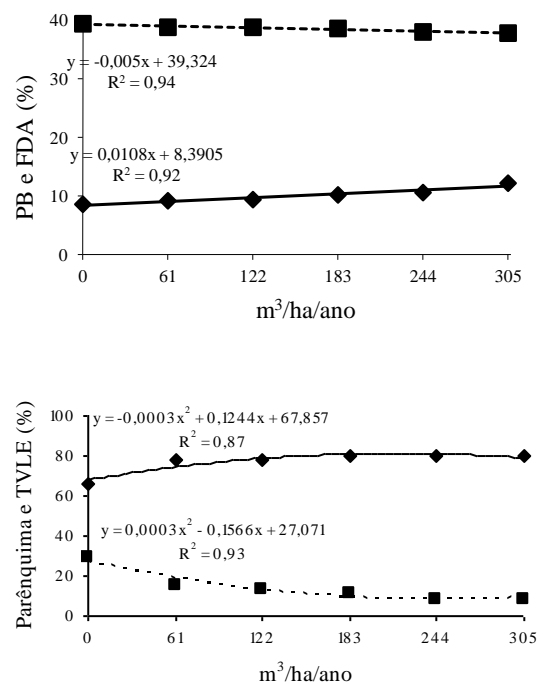 40
y = -0,005x + 39,324
R² = 0,94
30
PB e FDA (%)
20
y = 0,0108x + 8,3905
R² = 0,92
10
0
0 61 122 183 244 305
m³/ha/ano
100
y = -0,0003x² + 0,1244x + 67,857
R² = 0,87
80
60
Parênquima e TVLE (%)
y = 0,0003x² - 0,1566x + 27,071
R² = 0,93
40
20
0
0 61 122 183 244 305
m³/ha/ano